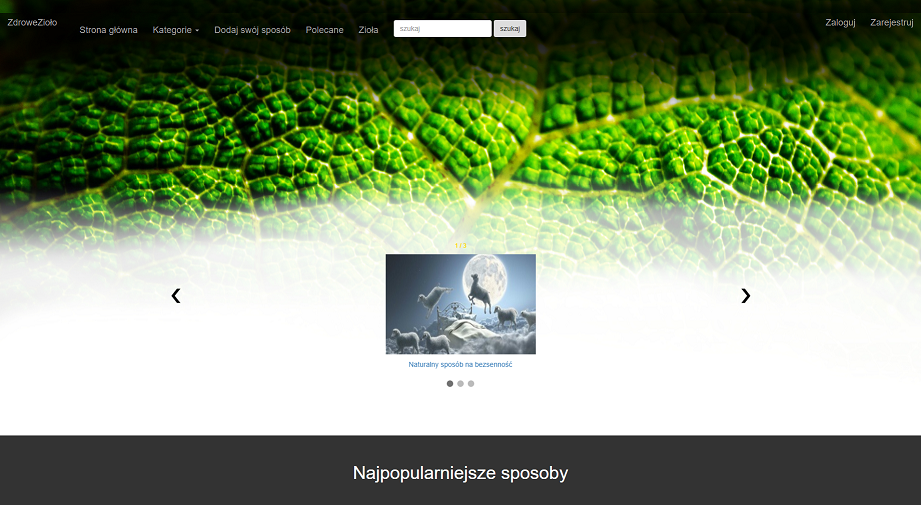 ZdroweZioło
Strona główna
Kategorie
Dodaj swój sposób
Polecane
Zioła
szukaj
szukaj
Zaloguj
Zarejestruj
Naturalny sposób na bezsenność
Najpopularniejsze sposoby